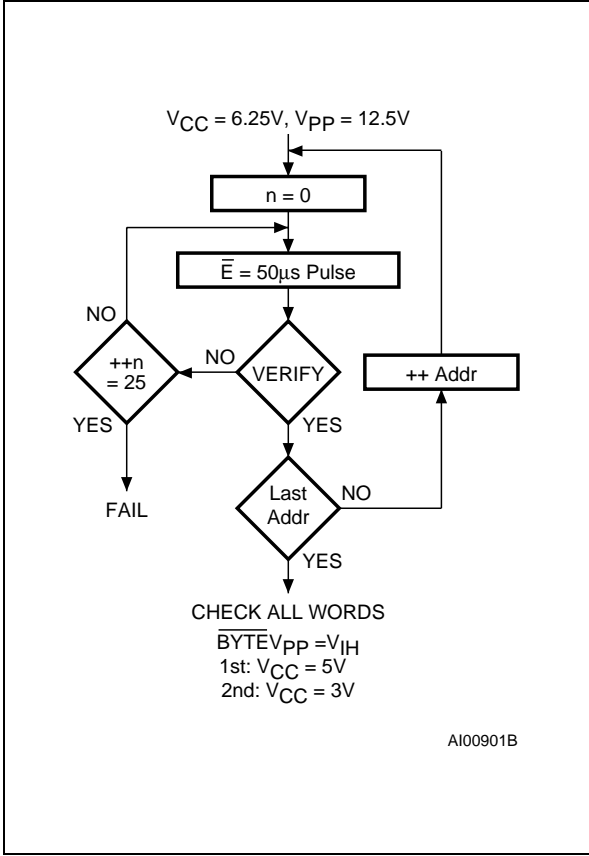 VCC = 6.25V, VPP = 12.5V
n = 0
E̅ = 50µs Pulse
NO
++n
= 25
NO
VERIFY
++ Addr
YES
YES
FAIL
Last
Addr
NO
YES
CHECK ALL WORDS
B̅Y̅T̅E̅VPP =VIH
1st: VCC = 5V
2nd: VCC = 3V
AI00901B